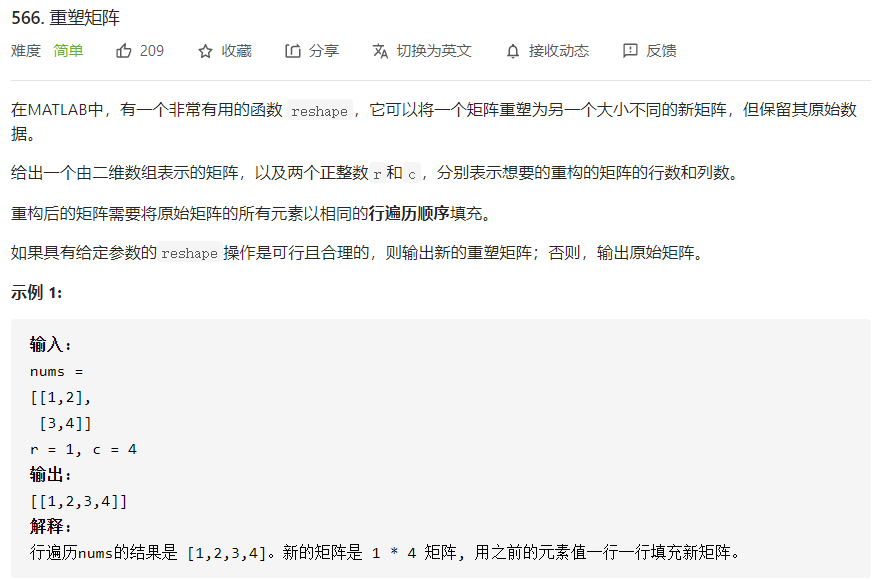 566. 重塑矩阵
难度 简单 209 收藏 分享 切换为英文 接收动态 反馈
在MATLAB中，有一个非常有用的函数 reshape，它可以将一个矩阵重塑为另一个大小不同的新矩阵，但保留其原始数
据。
给出一个由二维数组表示的矩阵，以及两个正整数r和c，分别表示想要的重构的矩阵的行数和列数。
重构后的矩阵需要将原始矩阵的所有元素以相同的行遍历顺序填充。
如果具有给定参数的reshape操作是可行且合理的，则输出新的重塑矩阵；否则，输出原始矩阵。
示例 1:
输入:
nums =
[[1,2],
 [3,4]]
r = 1, c = 4
输出:
[[1,2,3,4]]
解释:
行遍历nums的结果是 [1,2,3,4]。新的矩阵是 1 * 4 矩阵, 用之前的元素值一行一行填充新矩阵。